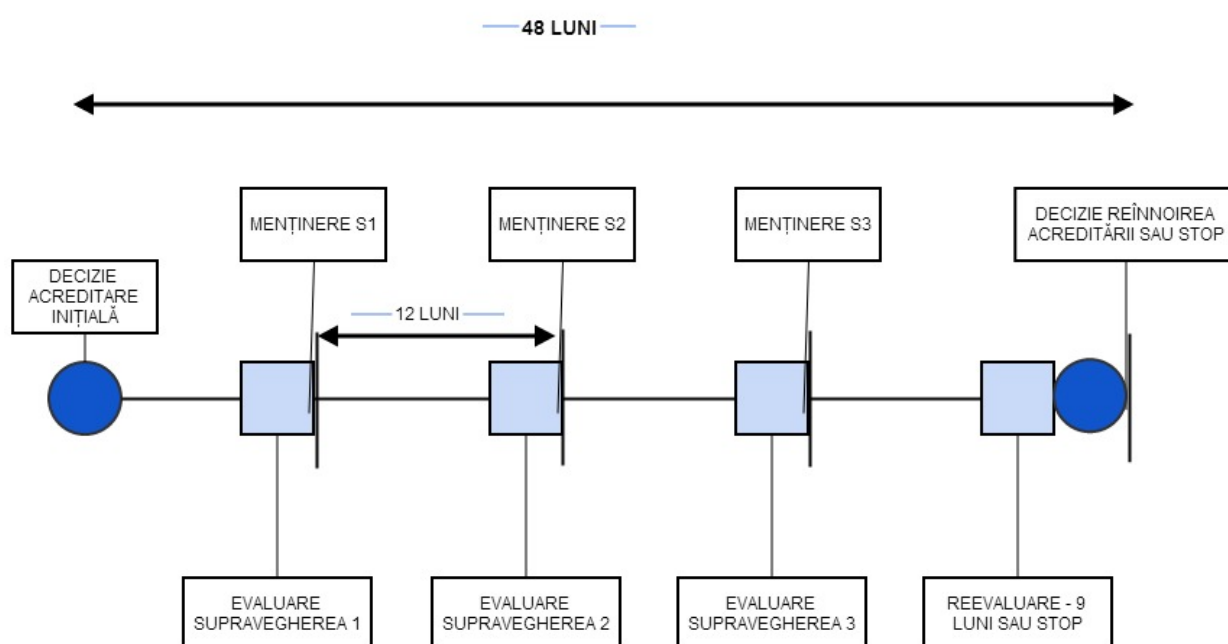 48 LUNI
MENȚINERE S1
MENȚINERE S2
MENȚINERE S3
DECIZIE REÎNNOIREA
ACREDITĂRII SAU STOP
DECIZIE
ACREDITARE
INIȚIALĂ
12 LUNI
EVALUARE
SUPRAVEGHEREA 1
EVALUARE
SUPRAVEGHEREA 2
EVALUARE
SUPRAVEGHEREA 3
REEVALUARE - 9
LUNI SAU STOP